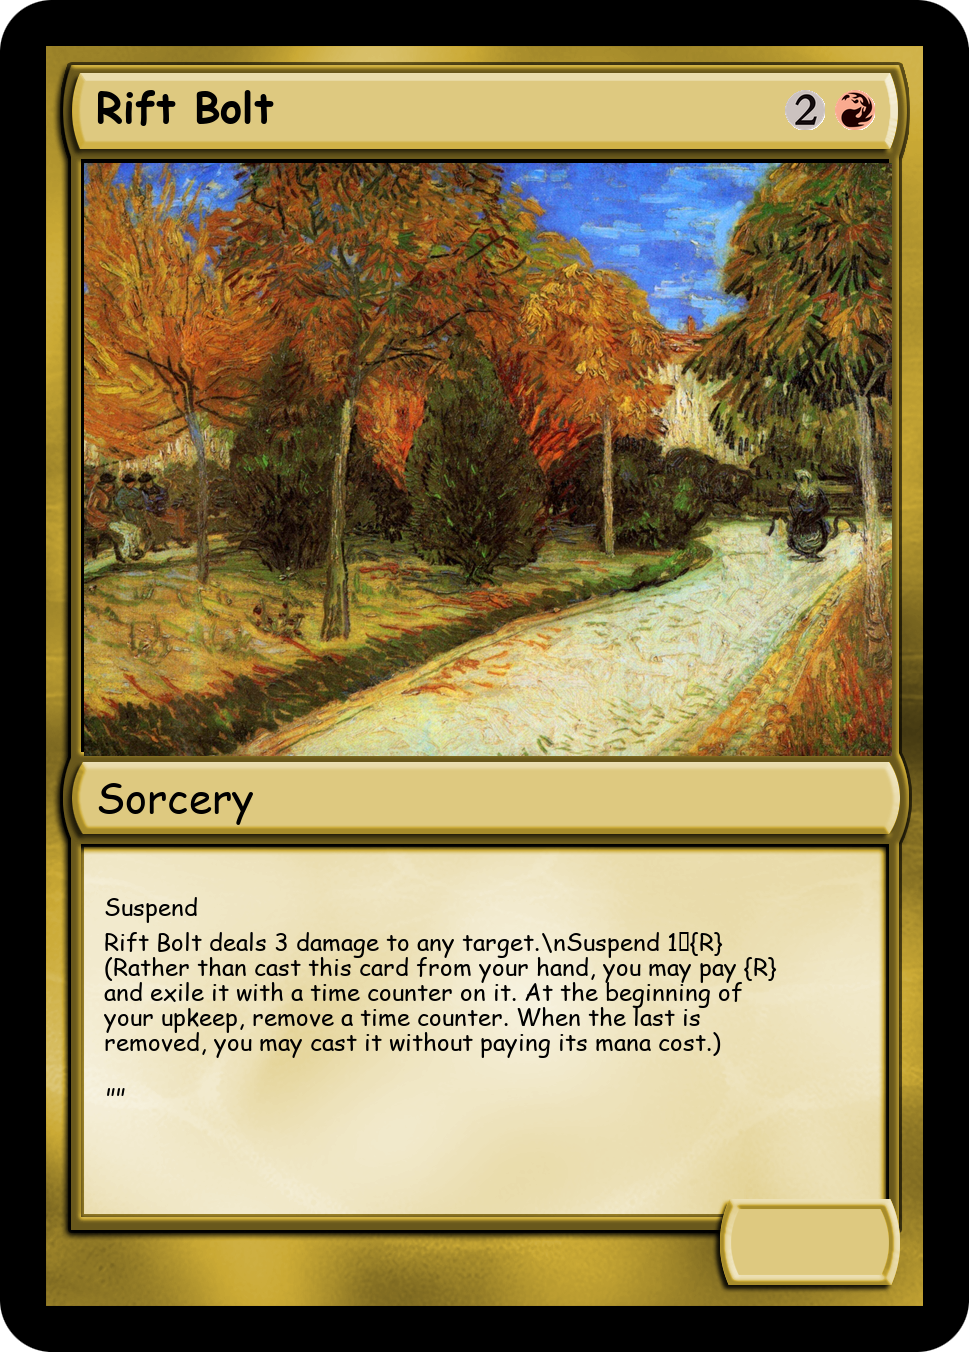 Rift Bolt 2
Sorcery
Suspend
Rift Bolt deals 3 damage to any target.\nSuspend 1▯{R}
(Rather than cast this card from your hand, you may pay {R}
and exile it with a time counter on it. At the beginning of
your upkeep, remove a time counter. When the last is
removed, you may cast it without paying its mana cost.)
""